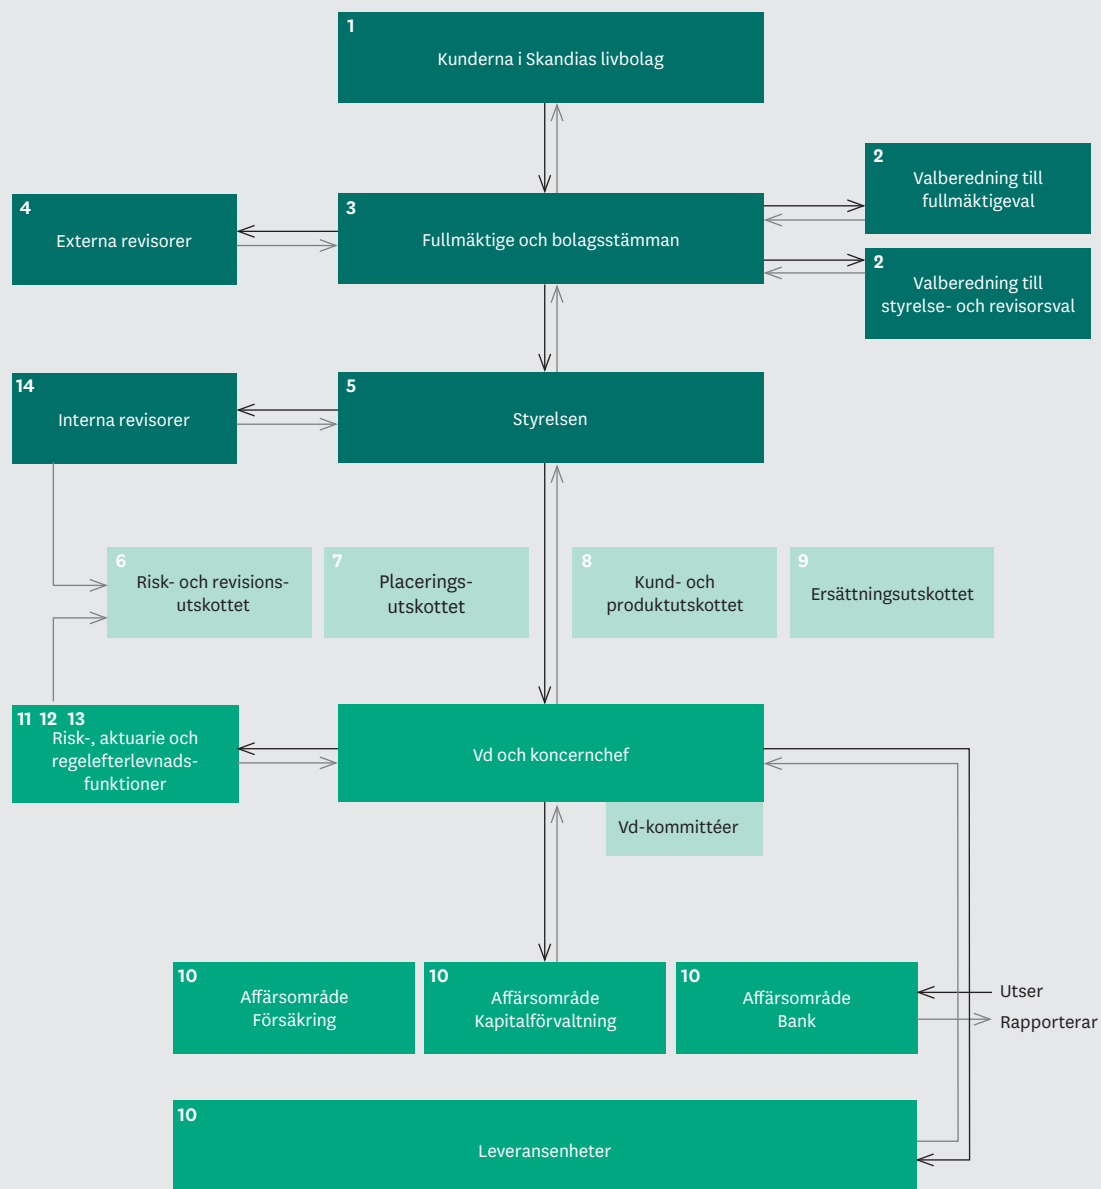 1
Kunderna i Skandias livbolag
2
Valberedning till
fullmäktigeval
4
Externa revisorer
3
Fullmäktige och bolagsstämman
2
Valberedning till
styrelse- och revisorsval
14
Interna revisorer
5
Styrelsen
6
Risk- och revisions-
utskottet
7
Placerings-
utskottet
8
Kund- och
produktutskottet
9
Ersättningsutskottet
11 12 13
Risk-, aktuarie och
regelefterlevnads-
funktioner
Vd och koncernchef
Vd-kommittéer
10
Affärsområde
Försäkring
10
Affärsområde
Kapitalförvaltning
10
Affärsområde
Bank
Utser
Rapporterar
10
Leveransenheter